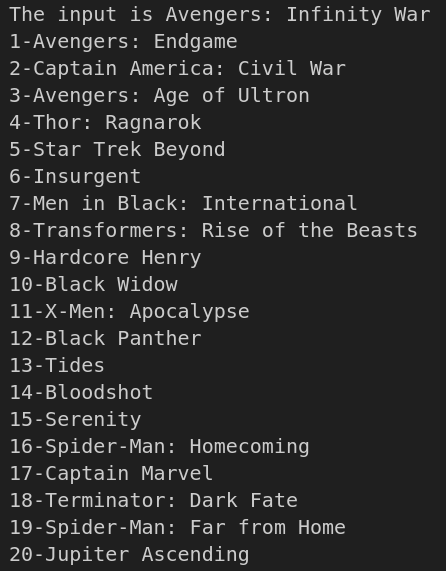 The input is Avengers: Infinity War
1-Avengers: Endgame
2-Captain America: Civil War
3-Avengers: Age of Ultron
4-Thor: Ragnarok
5-Star Trek Beyond
6-Insurgent
7-Men in Black: International
8-Transformers: Rise of the Beasts
9-Hardcore Henry
10-Black Widow
11-X-Men: Apocalypse
12-Black Panther
13-Tides
14-Bloodshot
15-Serenity
16-Spider-Man: Homecoming
17-Captain Marvel
18-Terminator: Dark Fate
19-Spider-Man: Far from Home
20-Jupiter Ascending